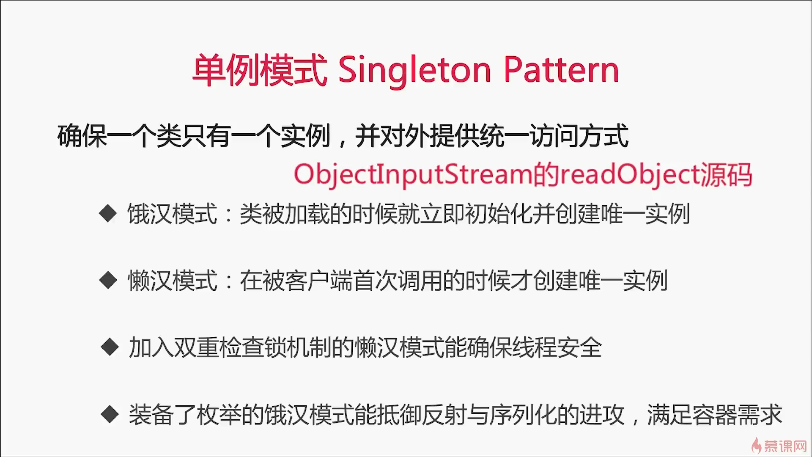 单例模式 Singleton Pattern
确保一个类只有一个实例，并对外提供统一访问方式
ObjectInputStream的readObject源码
◆ 饿汉模式：类被加载的时候就立即初始化并创建唯一实例
◆ 懒汉模式：在被客户端首次调用的时候才创建唯一实例
◆ 加入双重检查锁机制的懒汉模式能确保线程安全
◆ 装备了枚举的饿汉模式能抵御反射与序列化的进攻，满足容器需求
慕课网